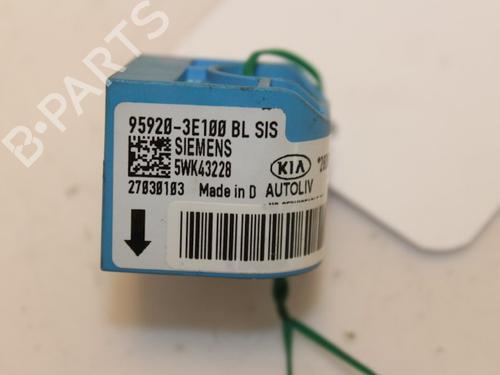 95920-3E100 BL SIS
SIEMENS
5WK43228
KIA
27030103 Made in D AUTOLIV
B-PARTS